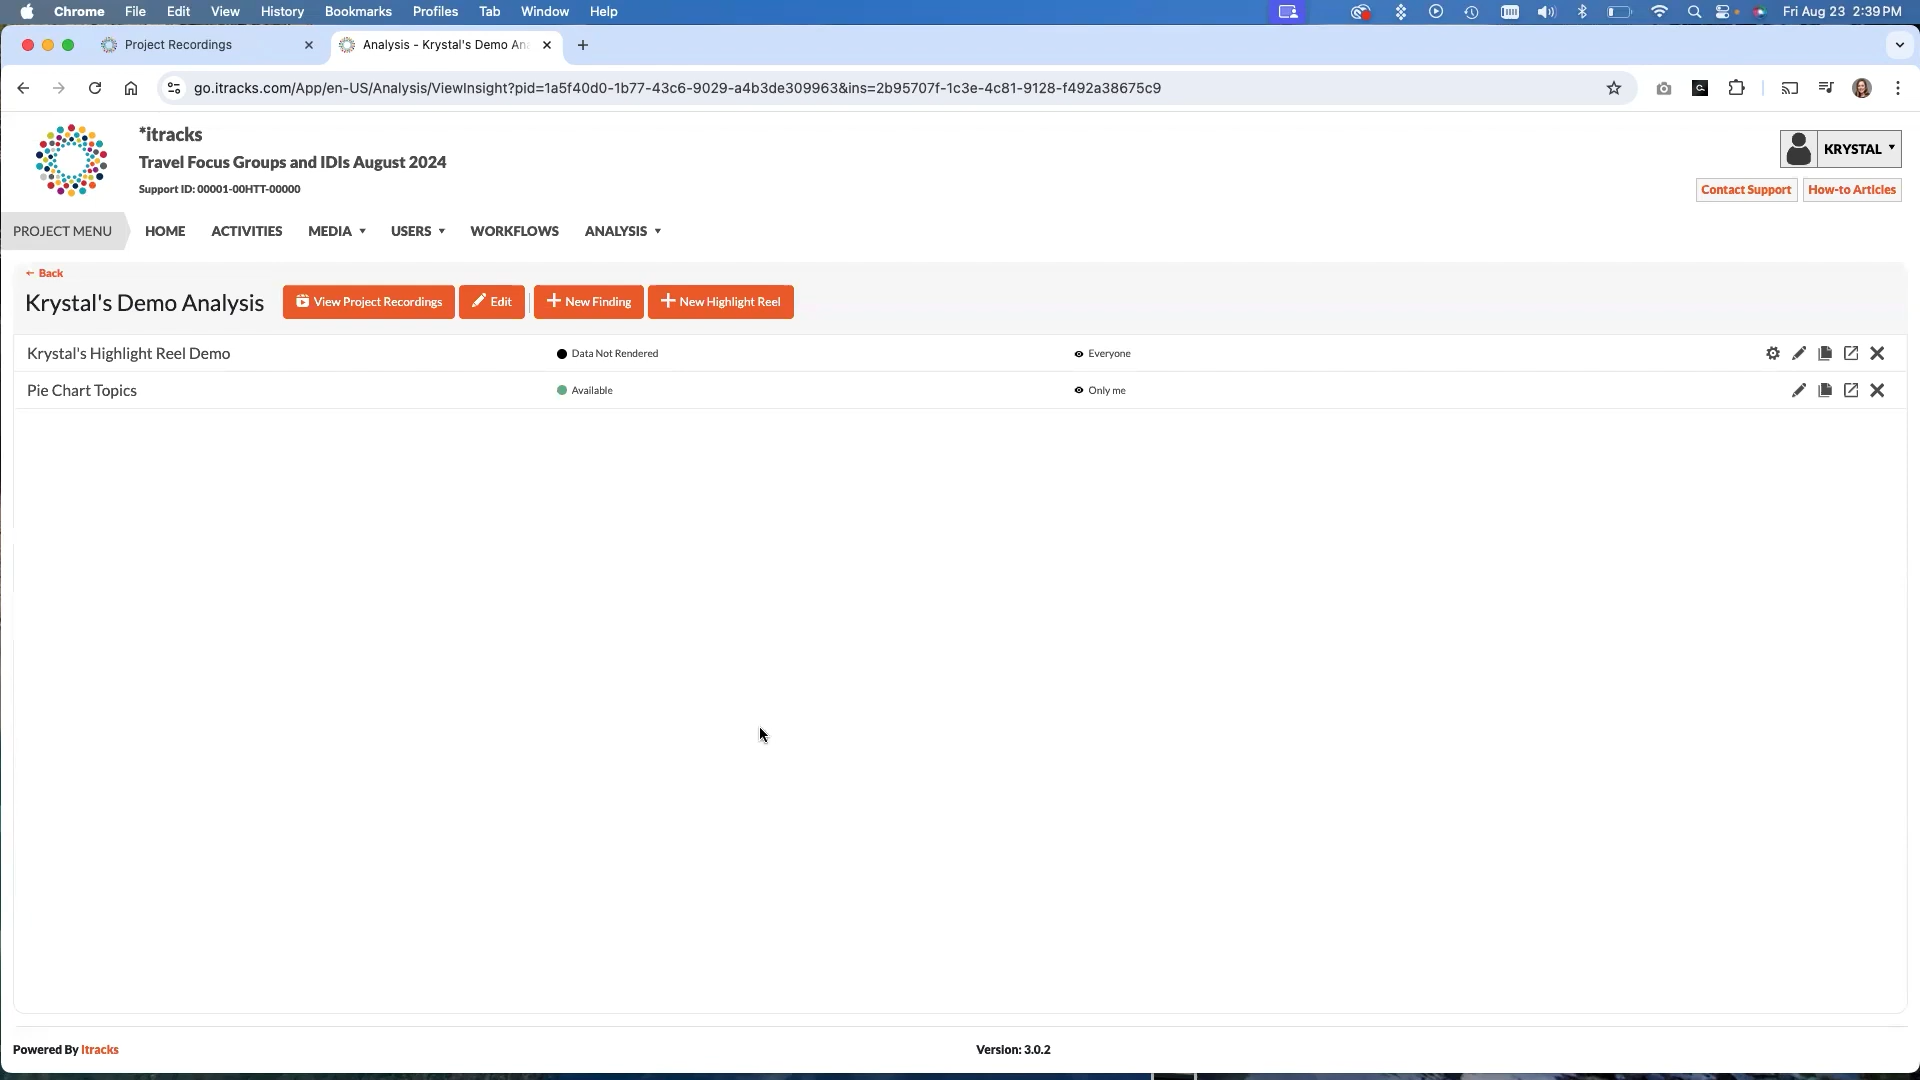 Chrome File Edit View History Bookmarks Profiles Tab Window Help Fri Aug 23 2:39 PM
Project Recordings Analysis - Krystal's Demo An
go.itracks.com/App/en-US/Analysis/ViewInsight?pid=1a5f40d0-1b77-43c6-9029-a4b3de309963&ins=2b95707f-1c3e-4c81-9128-f492a38675c9
*itracks
Travel Focus Groups and IDIs August 2024
Support ID: 00001-00HTT-00000
KRYSTAL
Contact Support How-to Articles
PROJECT MENU HOME ACTIVITIES MEDIA USERS WORKFLOWS ANALYSIS
← Back
Krystal's Demo Analysis View Project Recordings Edit New Finding New Highlight Reel
Krystal's Highlight Reel Demo Data Not Rendered Everyone
Pie Chart Topics Available Only me
Powered By Itracks Version: 3.0.2